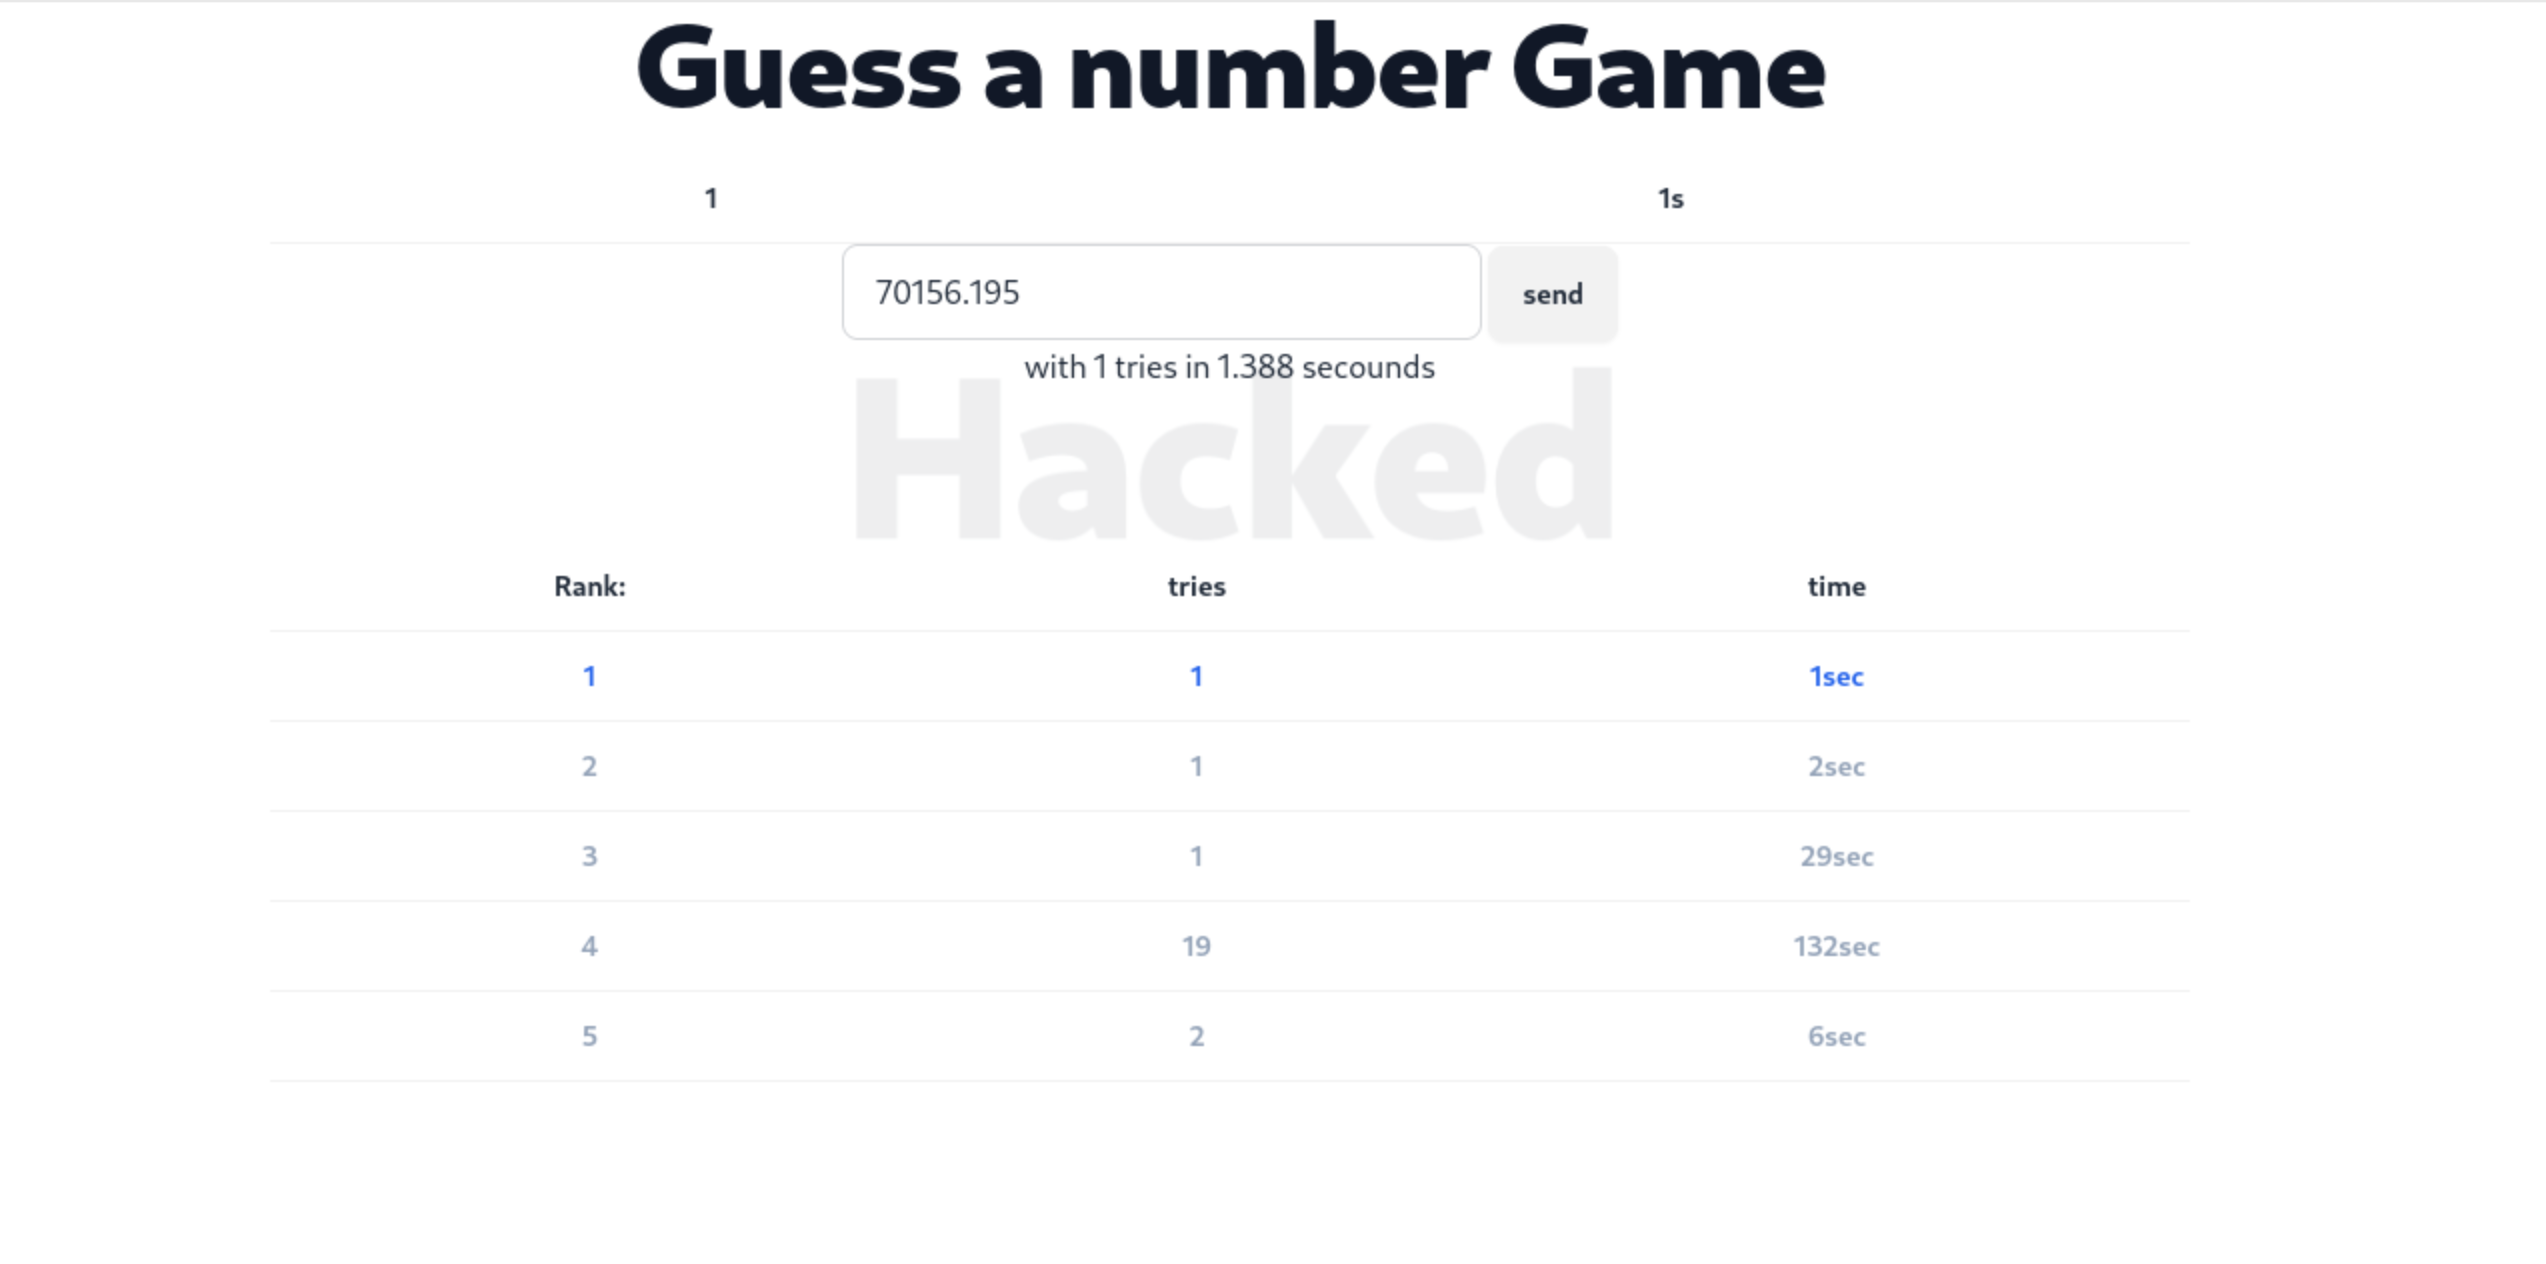 Guess a number Game
1 1s
70156.195 send
with 1 tries in 1.388 secounds
Hacked
Rank: tries time
1 1 1sec
2 1 2sec
3 1 29sec
4 19 132sec
5 2 6sec